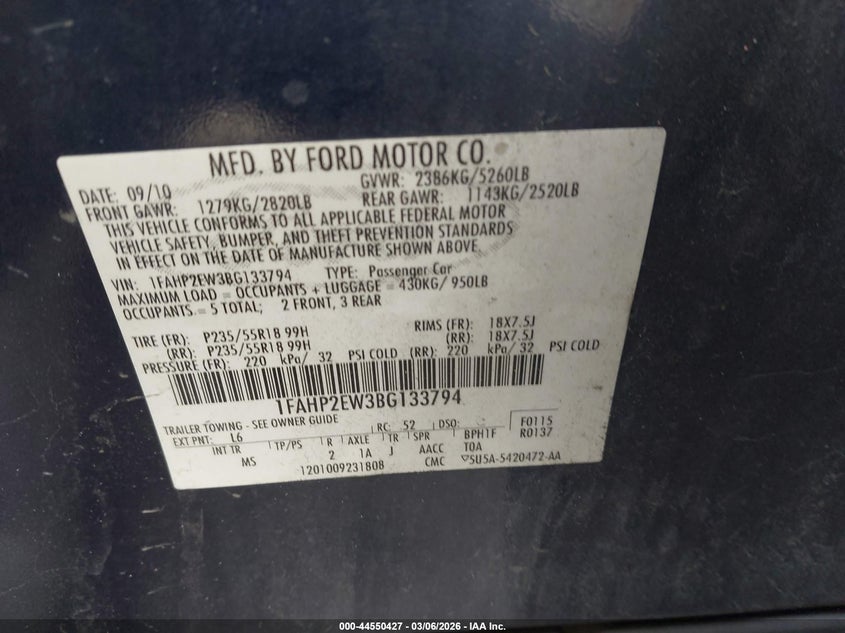 MFD. BY FORD MOTOR CO.
DATE: 09/10 GVWR: 2386KG/5260LB
FRONT GAWR: 1279KG/2820LB REAR GAWR: 1143KG/2520LB
THIS VEHICLE CONFORMS TO ALL APPLICABLE FEDERAL MOTOR
VEHICLE SAFETY, BUMPER, AND THEFT PREVENTION STANDARDS
IN EFFECT ON THE DATE OF MANUFACTURE SHOWN ABOVE.
VIN: 1FAHP2EW3BG133794 TYPE: Passenger Car
MAXIMUM LOAD = OCCUPANTS + LUGGAGE = 430KG/ 950LB
OCCUPANTS = 5 TOTAL; 2 FRONT, 3 REAR
TIRE (FR): P235/55R18 99H RIMS (FR): 18X7.5J
(RR): P235/55R18 99H (RR): 18X7.5J
PRESSURE (FR): 220 kPa/ 32 PSI COLD (RR): 220 kPa/ 32 PSI COLD
1FAHP2EW3BG133794
TRAILER TOWING - SEE OWNER GUIDE RC: 52 DSO: F0115
EXT PNT: L6 R0137
INT TR TP/PS R AXLE TR SPR BPH1F
MS 2 1A J AACC TOA
1201009231808 CMC 5U5A-5420472-AA
000-44550427 - 03/06/2026 - IAA Inc.